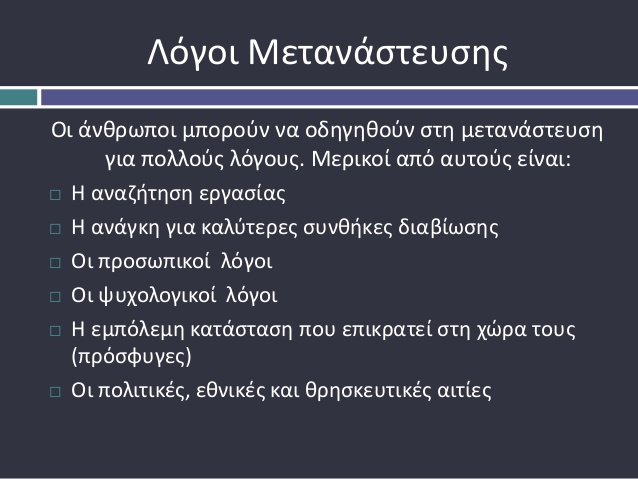 Λόγοι Μετανάστευσης
Οι άνθρωποι μπορούν να οδηγηθούν στη μετανάστευση
για πολλούς λόγους. Μερικοί από αυτούς είναι:
Η αναζήτηση εργασίας
Η ανάγκη για καλύτερες συνθήκες διαβίωσης
Οι προσωπικοί λόγοι
Οι ψυχολογικοί λόγοι
Η εμπόλεμη κατάσταση που επικρατεί στη χώρα τους
(πρόσφυγες)
Οι πολιτικές, εθνικές και θρησκευτικές αιτίες